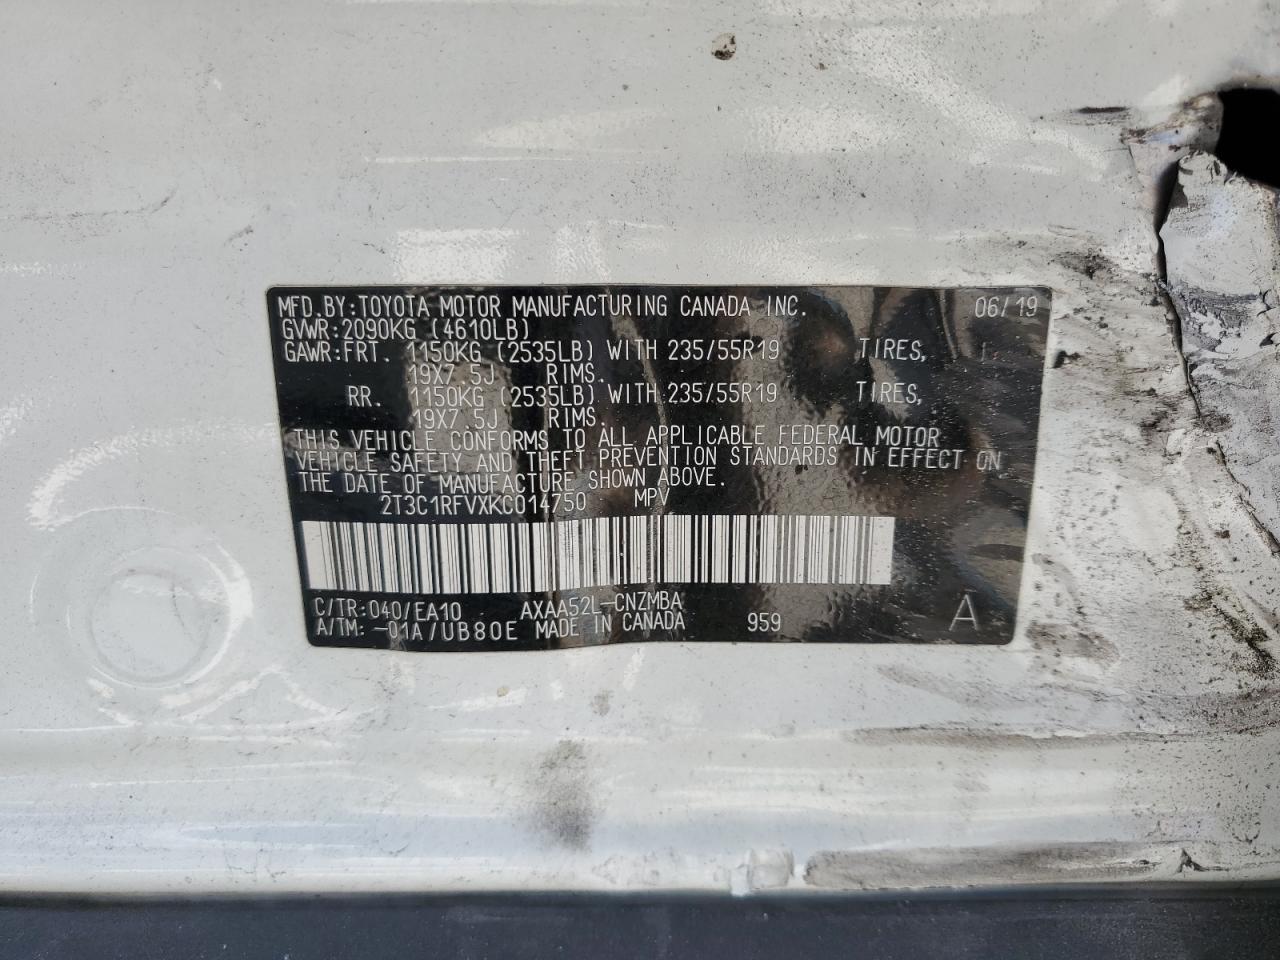 MFD.BY:TOYOTA MOTOR MANUFACTURING CANADA INC. 06/19
GVWR:2090KG (4610LB)
GAWR:FRT. 1150KG (2535LB) WITH 235/55R19 TIRES,
19X7.5J RIMS.
RR. 1150KG (2535LB) WITH 235/55R19 TIRES,
19X7.5J RIMS.
THIS VEHICLE CONFORMS TO ALL APPLICABLE FEDERAL MOTOR
VEHICLE SAFETY AND THEFT PREVENTION STANDARDS IN EFFECT ON
THE DATE OF MANUFACTURE SHOWN ABOVE.
2T3C1RFVXKC014750 MPV
C/TR:040/EA10 AXAA52L-CNZMBA
A/TM:-01A/UB80E MADE IN CANADA 959 A